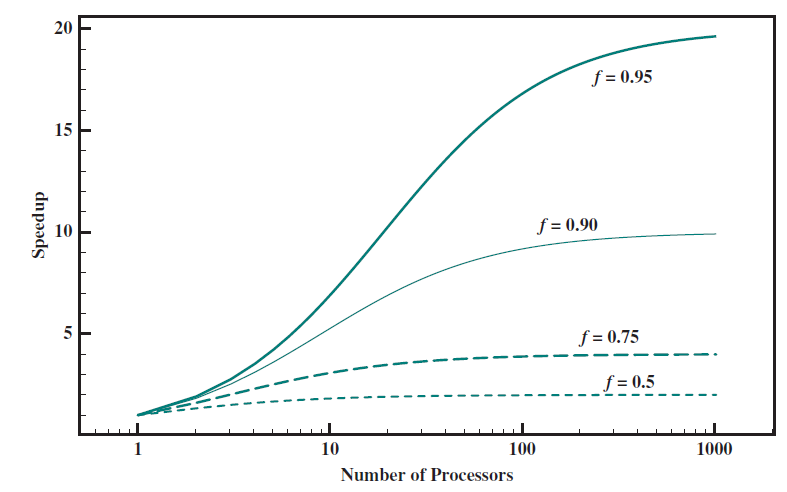 20
f = 0.95
15
f = 0.90
10
Speedup
f = 0.75
5
f = 0.5
1 10 100 1000
Number of Processors